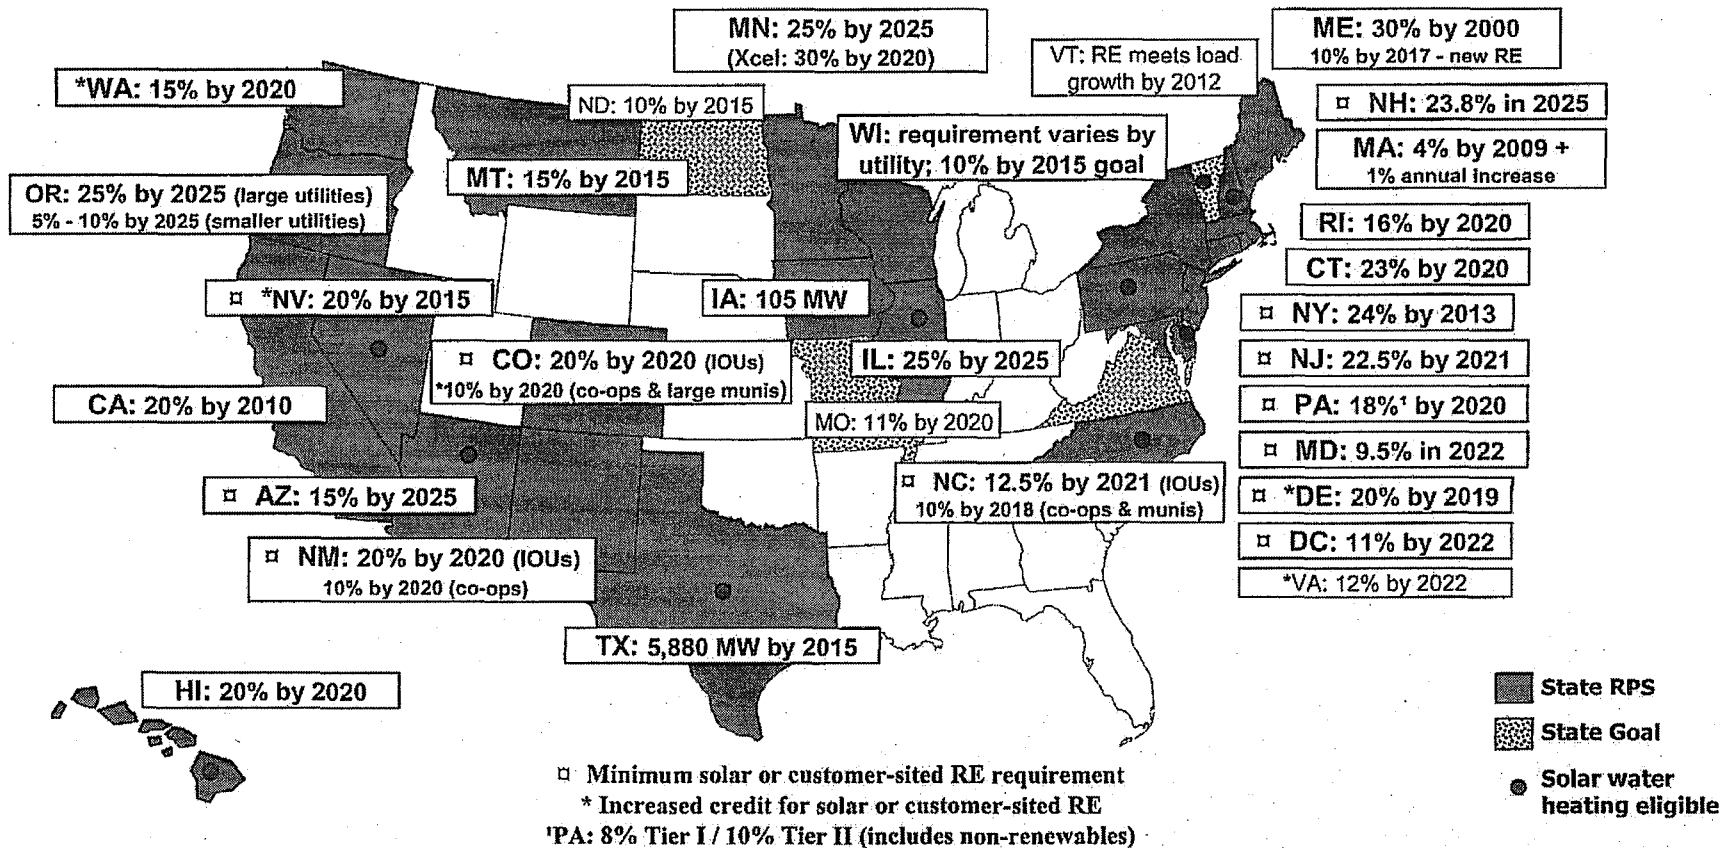 MN: 25% by 2025
(Xcel: 30% by 2020)
ME: 30% by 2000
10% by 2017 - new RE
VT: RE meets load
growth by 2012
*WA: 15% by 2020
ND: 10% by 2015
¤ NH: 23.8% in 2025
WI: requirement varies by
utility; 10% by 2015 goal
MA: 4% by 2009 +
1% annual increase
MT: 15% by 2015
OR: 25% by 2025 (large utilities)
5% - 10% by 2025 (smaller utilities)
RI: 16% by 2020
CT: 23% by 2020
¤ *NV: 20% by 2015
IA: 105 MW
¤ NY: 24% by 2013
¤ CO: 20% by 2020 (IOUs)
*10% by 2020 (co-ops & large munis)
IL: 25% by 2025
¤ NJ: 22.5% by 2021
CA: 20% by 2010
MO: 11% by 2020
¤ PA: 18%¹ by 2020
¤ MD: 9.5% in 2022
¤ AZ: 15% by 2025
¤ NC: 12.5% by 2021 (IOUs)
10% by 2018 (co-ops & munis)
¤ *DE: 20% by 2019
¤ DC: 11% by 2022
¤ NM: 20% by 2020 (IOUs)
10% by 2020 (co-ops)
*VA: 12% by 2022
TX: 5,880 MW by 2015
HI: 20% by 2020
State RPS
State Goal
Solar water
heating eligible
¤ Minimum solar or customer-sited RE requirement
* Increased credit for solar or customer-sited RE
¹PA: 8% Tier I / 10% Tier II (includes non-renewables)